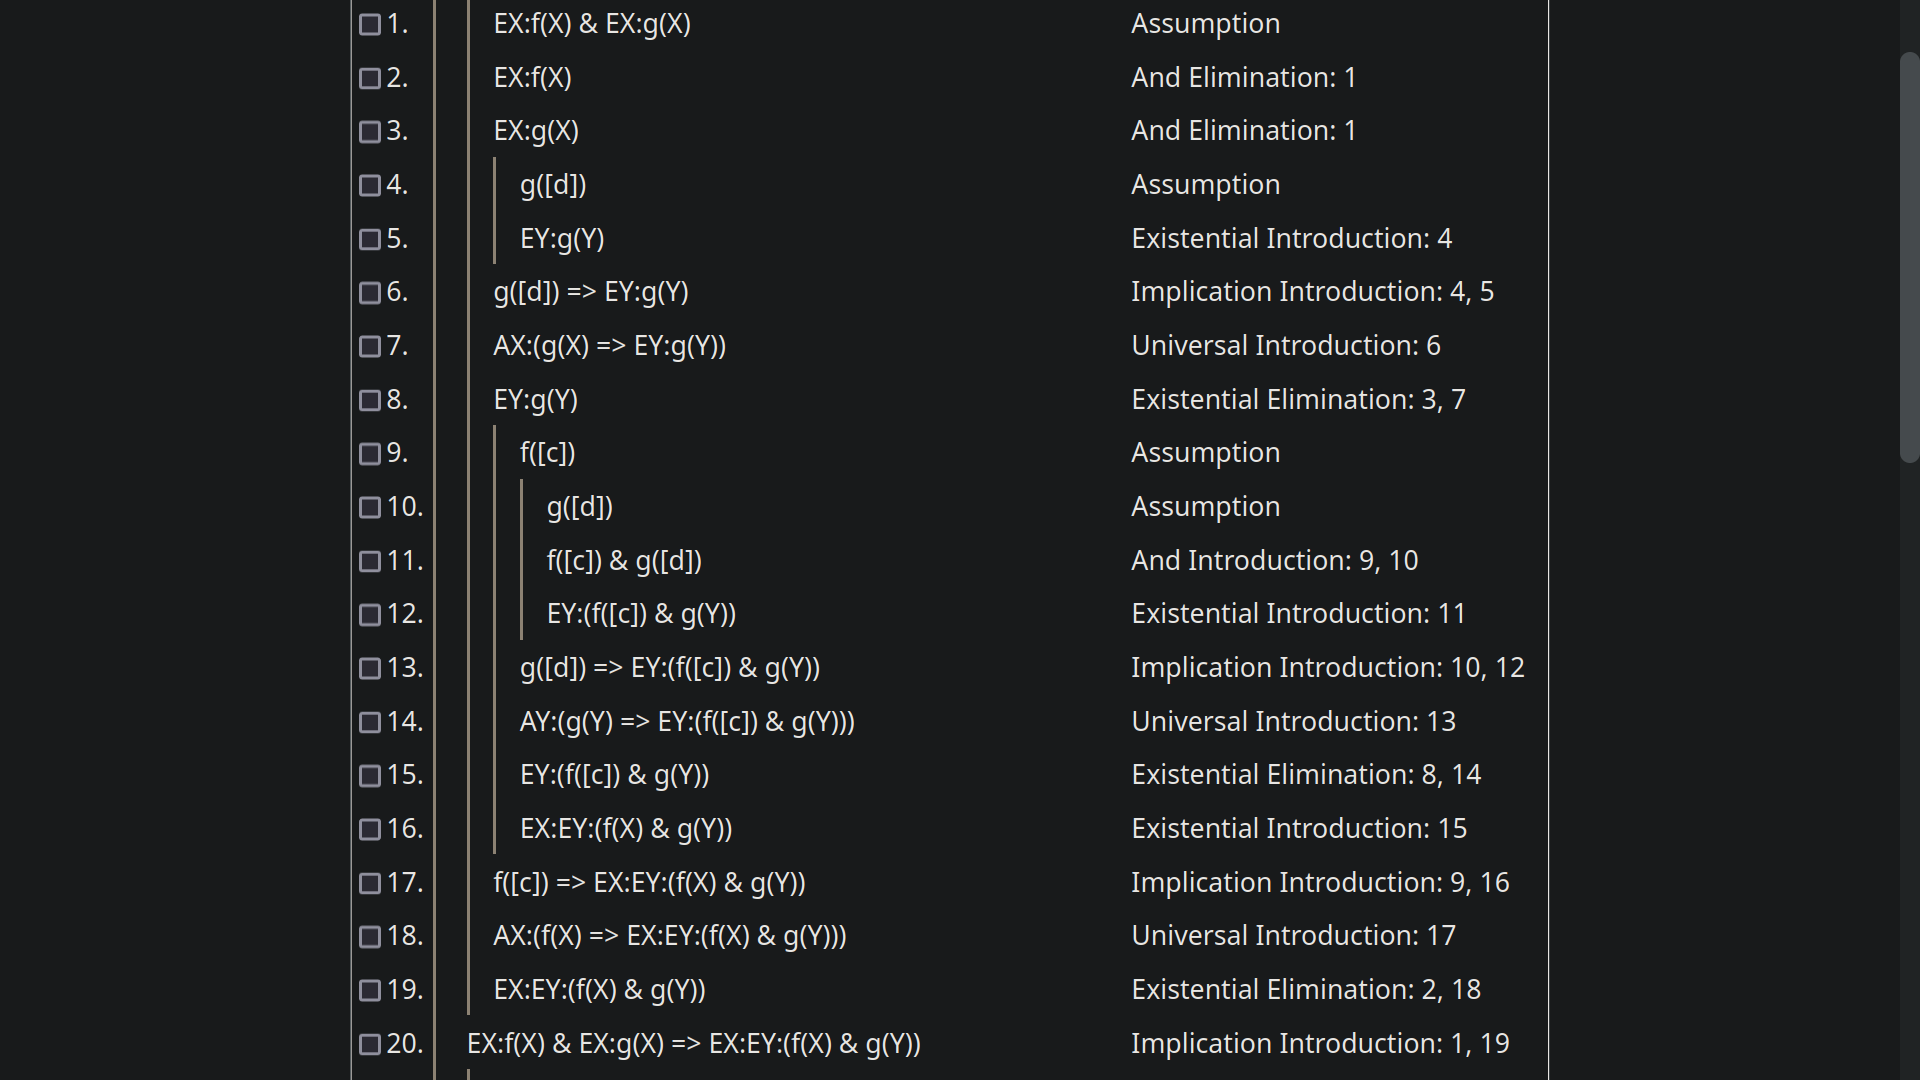 1. EX:f(X) & EX:g(X) Assumption
2. EX:f(X) And Elimination: 1
3. EX:g(X) And Elimination: 1
4. g([d]) Assumption
5. EY:g(Y) Existential Introduction: 4
6. g([d]) => EY:g(Y) Implication Introduction: 4, 5
7. AX:(g(X) => EY:g(Y)) Universal Introduction: 6
8. EY:g(Y) Existential Elimination: 3, 7
9. f([c]) Assumption
10. g([d]) Assumption
11. f([c]) & g([d]) And Introduction: 9, 10
12. EY:(f([c]) & g(Y)) Existential Introduction: 11
13. g([d]) => EY:(f([c]) & g(Y)) Implication Introduction: 10, 12
14. AY:(g(Y) => EY:(f([c]) & g(Y))) Universal Introduction: 13
15. EY:(f([c]) & g(Y)) Existential Elimination: 8, 14
16. EX:EY:(f(X) & g(Y)) Existential Introduction: 15
17. f([c]) => EX:EY:(f(X) & g(Y)) Implication Introduction: 9, 16
18. AX:(f(X) => EX:EY:(f(X) & g(Y))) Universal Introduction: 17
19. EX:EY:(f(X) & g(Y)) Existential Elimination: 2, 18
20. EX:f(X) & EX:g(X) => EX:EY:(f(X) & g(Y)) Implication Introduction: 1, 19